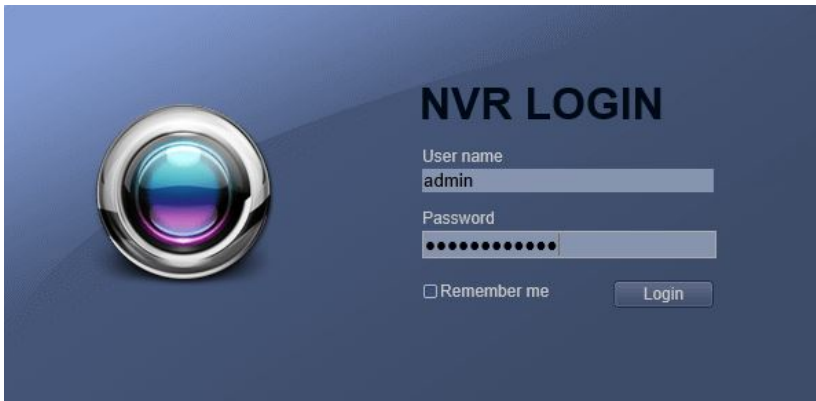 NVR LOGIN
User name
admin
Password
●●●●●●●●●●●●
Remember me
Login